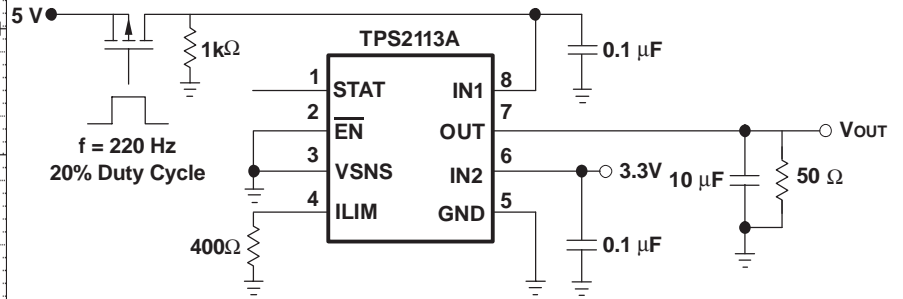 5 V
TPS2113A
1kΩ
0.1 µF
1
STAT
IN1
8
2
EN
OUT
7
VOUT
f = 220 Hz
20% Duty Cycle
3
VSNS
IN2
6
3.3V
10 µF
50 Ω
4
ILIM
GND
5
400Ω
0.1 µF